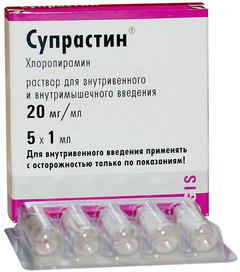 Супрастин®
Хлоропирамин
раствор для внутривенного
и внутримышечного введения
20 мг/мл
5 x 1 мл
Для внутривенного введения применять
с осторожностью только по показаниям!
EIS